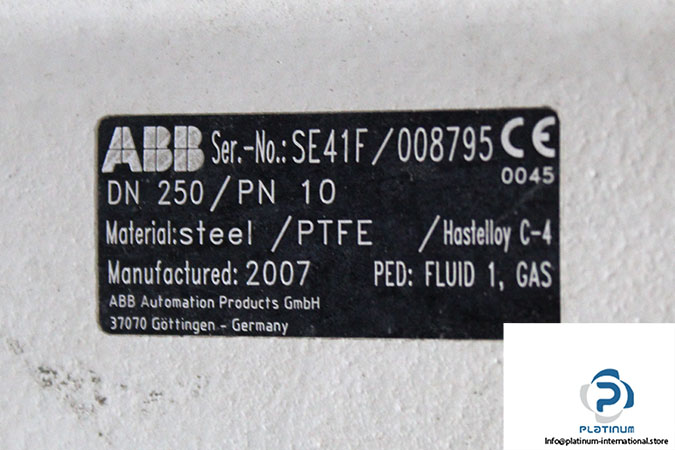 ABB Ser.-No.: SE41F/008795 CE
0045
DN 250/PN 10
Material: steel /PTFE /Hastelloy C-4
Manufactured: 2007 PED: FLUID 1, GAS
ABB Automation Products GmbH
37070 Göttingen - Germany
PLATINUM
Info@platinum-international.store